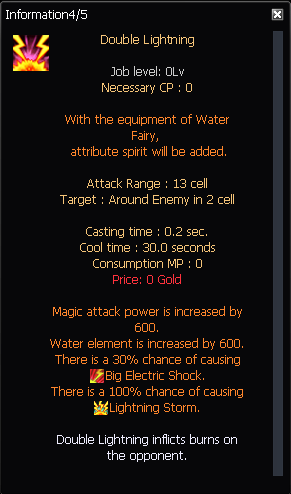 Information4/5
Double Lightning
Job level: 0Lv
Necessary CP : 0
With the equipment of Water
Fairy,
attribute spirit will be added.
Attack Range : 13 cell
Target : Around Enemy in 2 cell
Casting time : 0.2 sec.
Cool time : 30.0 seconds
Consumption MP : 0
Price: 0 Gold
Magic attack power is increased by
600.
Water element is increased by 600.
There is a 30% chance of causing
Big Electric Shock.
There is a 100% chance of causing
Lightning Storm.
Double Lightning inflicts burns on
the opponent.